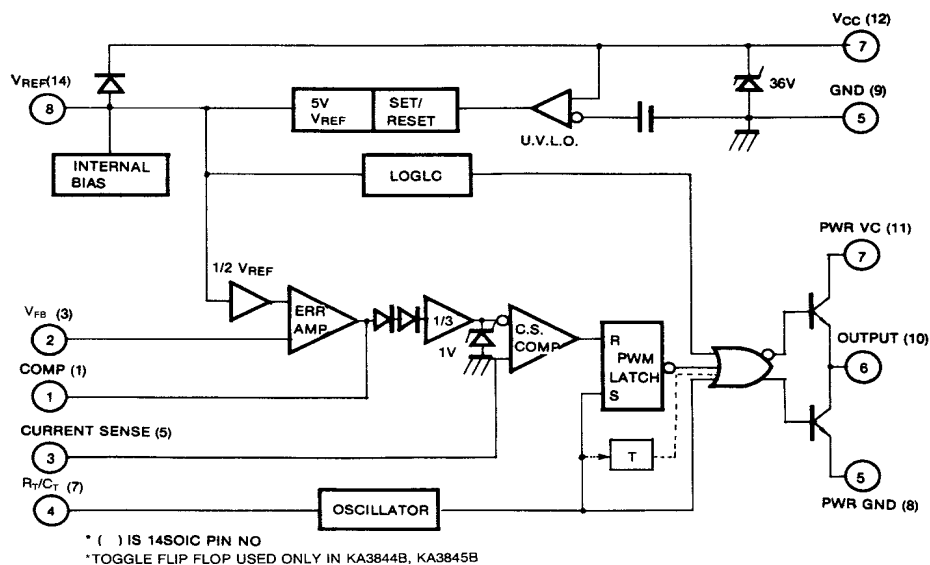 VCC (12)
7
VREF(14)
8
36V
GND (9)
5
5V VREF
SET/ RESET
U.V.L.O.
INTERNAL
BIAS
LOGLC
PWR VC (11)
7
1/2 VREF
VFB (3)
2
ERR
AMP
1/3
1V
C.S.
COMP
R
PWM
LATCH
S
OUTPUT (10)
6
COMP (1)
1
CURRENT SENSE (5)
3
T
RT/CT (7)
4
OSCILLATOR
5
PWR GND (8)
* ( ) IS 14SOIC PIN NO
*TOGGLE FLIP FLOP USED ONLY IN KA3844B, KA3845B